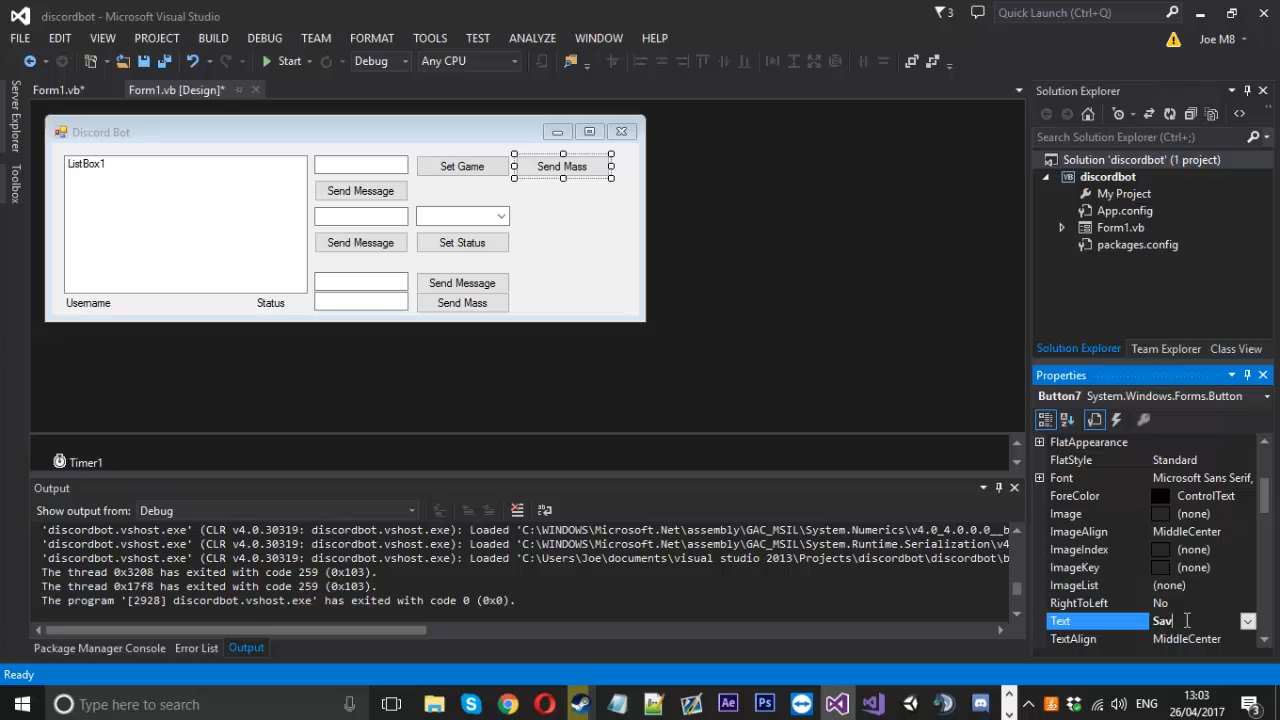 discordbot - Microsoft Visual Studio
3
Quick Launch (Ctrl+Q)
FILE EDIT VIEW PROJECT BUILD DEBUG TEAM FORMAT TOOLS TEST ANALYZE WINDOW HELP
Joe M8
Start Debug Any CPU
Server Explorer
Toolbox
Form1.vb* Form1.vb [Design]*
Discord Bot
ListBox1
Set Game Send Mass
Send Message
Send Message Set Status
Send Message
Username Status Send Mass
Timer1
Output
Show output from: Debug
'discordbot.vshost.exe' (CLR v4.0.30319: discordbot.vshost.exe): Loaded 'C:\WINDOWS\Microsoft.Net\assembly\GAC_MSIL\System.Numerics\v4.0_4.0.0.0__b
'discordbot.vshost.exe' (CLR v4.0.30319: discordbot.vshost.exe): Loaded 'C:\WINDOWS\Microsoft.Net\assembly\GAC_MSIL\System.Runtime.Serialization\v4
'discordbot.vshost.exe' (CLR v4.0.30319: discordbot.vshost.exe): Loaded 'C:\Users\Joe\documents\visual studio 2013\Projects\discordbot\discordbot\b
The thread 0x3208 has exited with code 259 (0x103).
The thread 0x17f8 has exited with code 259 (0x103).
The program '[2928] discordbot.vshost.exe' has exited with code 0 (0x0).
Package Manager Console Error List Output
Solution Explorer
Search Solution Explorer (Ctrl+;)
Solution 'discordbot' (1 project)
VB discordbot
My Project
App.config
Form1.vb
packages.config
Solution Explorer Team Explorer Class View
Properties
Button7 System.Windows.Forms.Button
FlatAppearance
FlatStyle Standard
Font Microsoft Sans Serif,
ForeColor ControlText
Image (none)
ImageAlign MiddleCenter
ImageIndex (none)
ImageKey (none)
ImageList (none)
RightToLeft No
Text Sav
TextAlign MiddleCenter
Ready
Type here to search
Ae Ps
ENG
13:03
26/04/2017
3